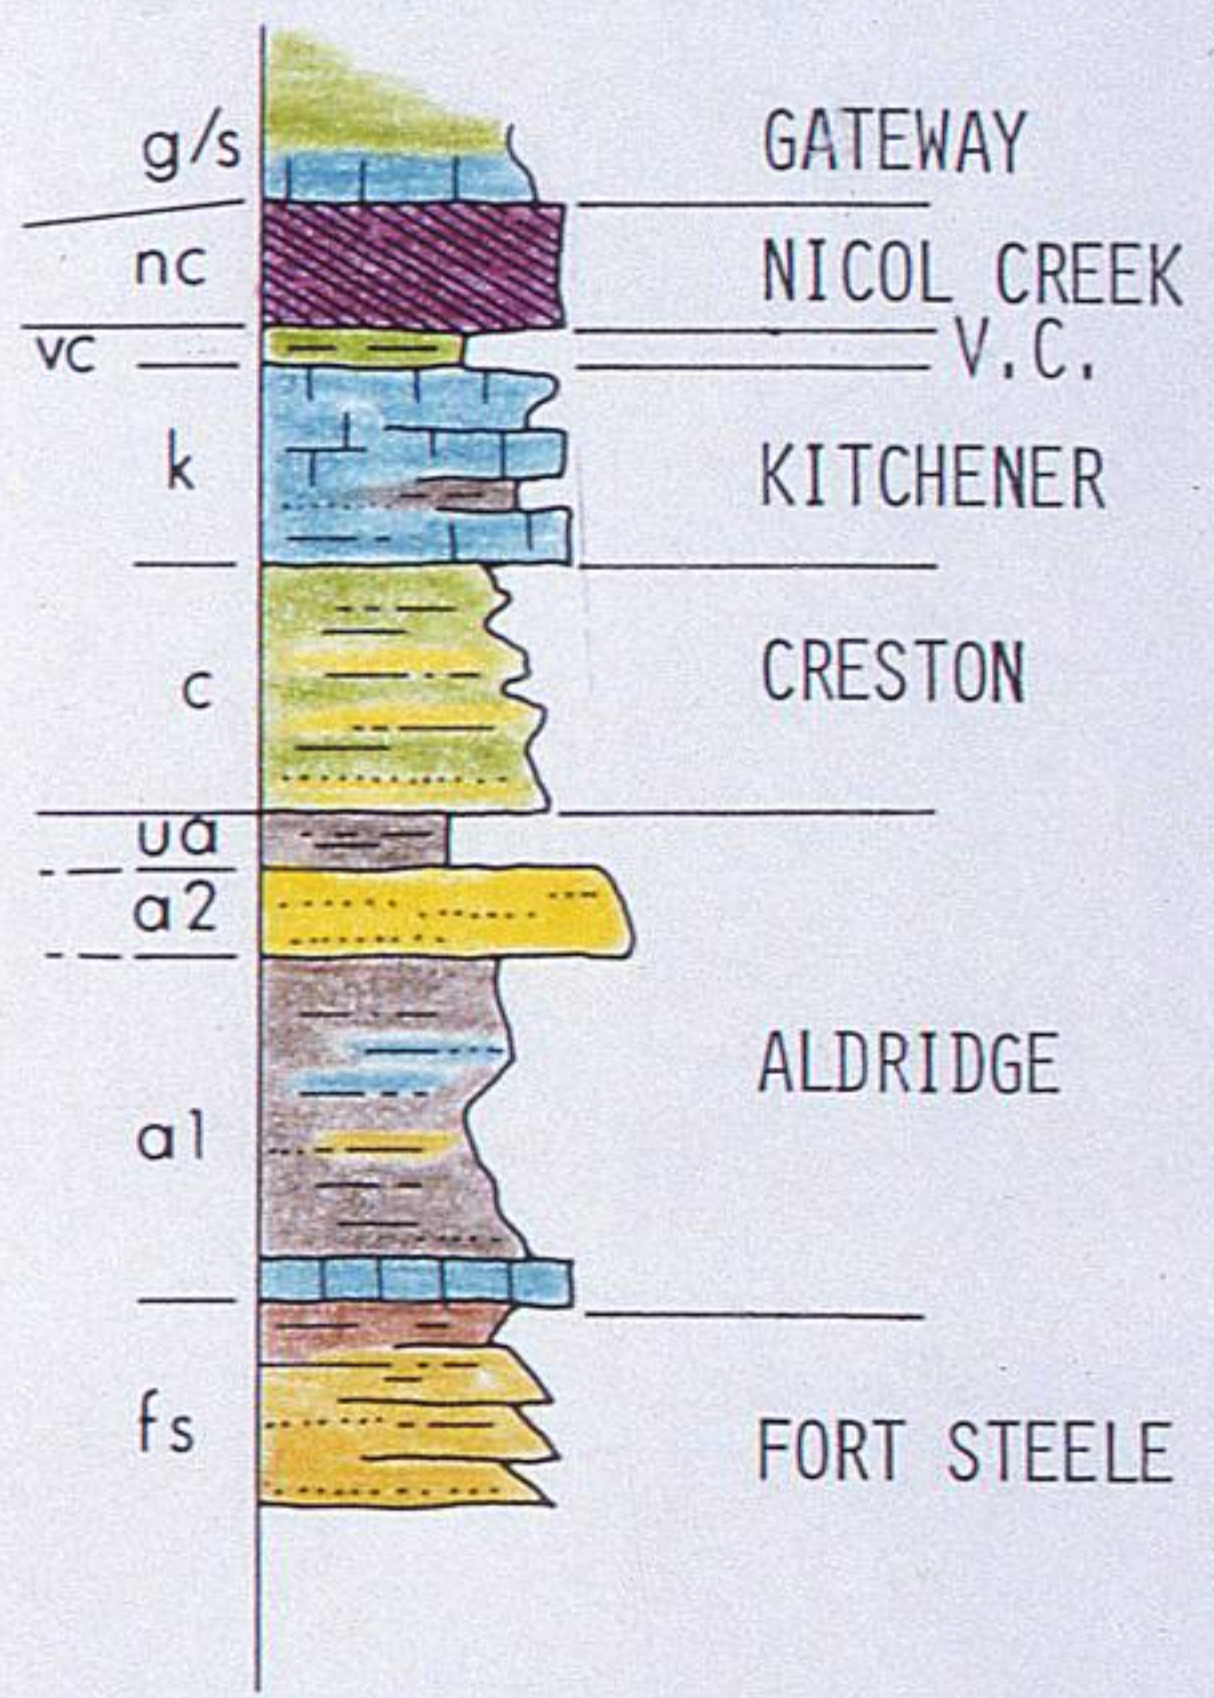 g/s GATEWAY
nc NICOL CREEK
vc V.C.
k KITCHENER
c CRESTON
ua
a2
a1 ALDRIDGE
fs FORT STEELE